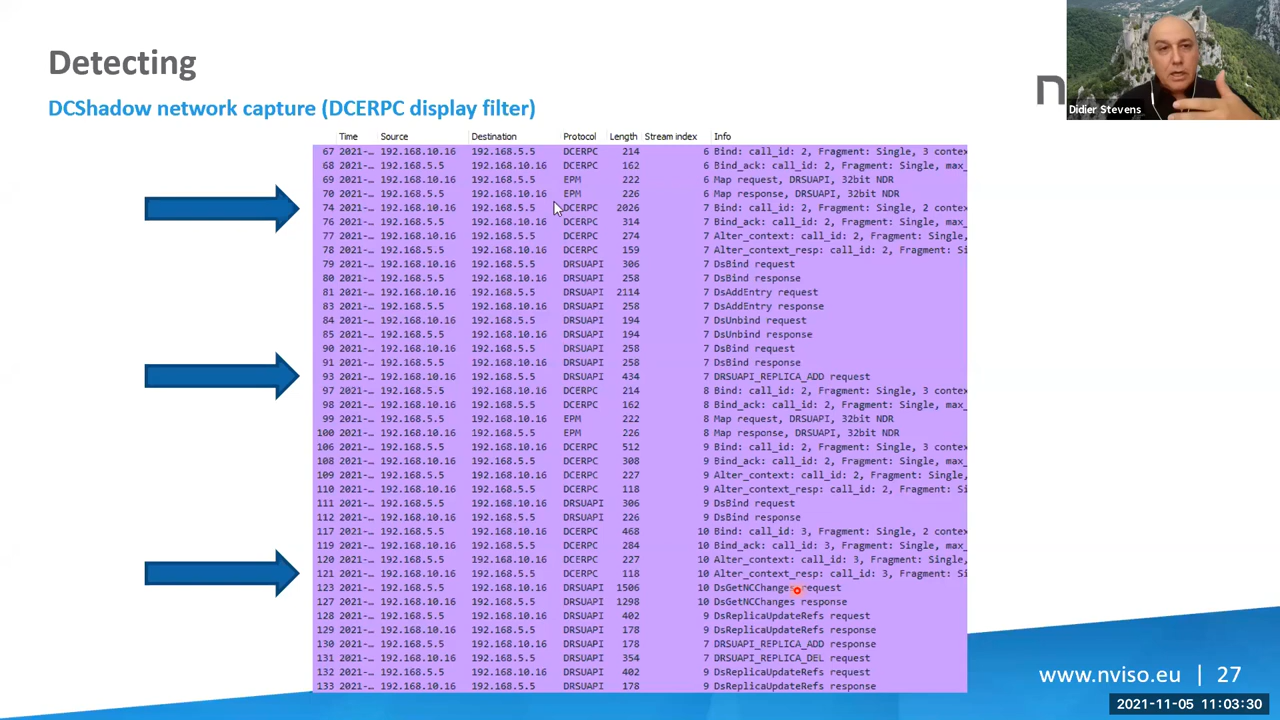 Detecting
DCShadow network capture (DCERPC display filter)
n
Didier Stevens
Time Source Destination Protocol Length Stream index Info
67 2021-… 192.168.10.16 192.168.5.5 DCERPC 214 6 Bind: call_id: 2, Fragment: Single, 3 contex
68 2021-… 192.168.5.5 192.168.10.16 DCERPC 162 6 Bind_ack: call_id: 2, Fragment: Single, max_
69 2021-… 192.168.10.16 192.168.5.5 EPM 222 6 Map request, DRSUAPI, 32bit NDR
70 2021-… 192.168.5.5 192.168.10.16 EPM 226 6 Map response, DRSUAPI, 32bit NDR
74 2021-… 192.168.10.16 192.168.5.5 DCERPC 2026 7 Bind: call_id: 2, Fragment: Single, 2 contex
76 2021-… 192.168.5.5 192.168.10.16 DCERPC 314 7 Bind_ack: call_id: 2, Fragment: Single, max_
77 2021-… 192.168.10.16 192.168.5.5 DCERPC 274 7 Alter_context: call_id: 2, Fragment: Single,
78 2021-… 192.168.5.5 192.168.10.16 DCERPC 159 7 Alter_context_resp: call_id: 2, Fragment: Si
79 2021-… 192.168.10.16 192.168.5.5 DRSUAPI 306 7 DsBind request
80 2021-… 192.168.5.5 192.168.10.16 DRSUAPI 258 7 DsBind response
81 2021-… 192.168.10.16 192.168.5.5 DRSUAPI 2114 7 DsAddEntry request
83 2021-… 192.168.5.5 192.168.10.16 DRSUAPI 258 7 DsAddEntry response
84 2021-… 192.168.10.16 192.168.5.5 DRSUAPI 194 7 DsUnbind request
85 2021-… 192.168.5.5 192.168.10.16 DRSUAPI 194 7 DsUnbind response
90 2021-… 192.168.10.16 192.168.5.5 DRSUAPI 258 7 DsBind request
91 2021-… 192.168.5.5 192.168.10.16 DRSUAPI 258 7 DsBind response
93 2021-… 192.168.10.16 192.168.5.5 DRSUAPI 434 7 DRSUAPI_REPLICA_ADD request
97 2021-… 192.168.5.5 192.168.10.16 DCERPC 214 8 Bind: call_id: 2, Fragment: Single, 3 contex
98 2021-… 192.168.10.16 192.168.5.5 DCERPC 162 8 Bind_ack: call_id: 2, Fragment: Single, max_
99 2021-… 192.168.5.5 192.168.10.16 EPM 222 8 Map request, DRSUAPI, 32bit NDR
100 2021-… 192.168.10.16 192.168.5.5 EPM 226 8 Map response, DRSUAPI, 32bit NDR
106 2021-… 192.168.5.5 192.168.10.16 DCERPC 512 9 Bind: call_id: 2, Fragment: Single, 3 contex
108 2021-… 192.168.10.16 192.168.5.5 DCERPC 308 9 Bind_ack: call_id: 2, Fragment: Single, max_
109 2021-… 192.168.5.5 192.168.10.16 DCERPC 227 9 Alter_context: call_id: 2, Fragment: Single,
110 2021-… 192.168.10.16 192.168.5.5 DCERPC 118 9 Alter_context_resp: call_id: 2, Fragment: Si
111 2021-… 192.168.5.5 192.168.10.16 DRSUAPI 306 9 DsBind request
112 2021-… 192.168.10.16 192.168.5.5 DRSUAPI 226 9 DsBind response
117 2021-… 192.168.5.5 192.168.10.16 DCERPC 468 10 Bind: call_id: 3, Fragment: Single, 2 contex
119 2021-… 192.168.10.16 192.168.5.5 DCERPC 284 10 Bind_ack: call_id: 3, Fragment: Single, max_
120 2021-… 192.168.5.5 192.168.10.16 DCERPC 227 10 Alter_context: call_id: 3, Fragment: Single,
121 2021-… 192.168.10.16 192.168.5.5 DCERPC 118 10 Alter_context_resp: call_id: 3, Fragment: Si
123 2021-… 192.168.5.5 192.168.10.16 DRSUAPI 1506 10 DsGetNCChanges request
127 2021-… 192.168.10.16 192.168.5.5 DRSUAPI 1298 10 DsGetNCChanges response
128 2021-… 192.168.5.5 192.168.10.16 DRSUAPI 402 9 DsReplicaUpdateRefs request
129 2021-… 192.168.10.16 192.168.5.5 DRSUAPI 178 9 DsReplicaUpdateRefs response
130 2021-… 192.168.5.5 192.168.10.16 DRSUAPI 178 7 DRSUAPI_REPLICA_ADD response
131 2021-… 192.168.10.16 192.168.5.5 DRSUAPI 354 7 DRSUAPI_REPLICA_DEL request
132 2021-… 192.168.5.5 192.168.10.16 DRSUAPI 402 9 DsReplicaUpdateRefs request
133 2021-… 192.168.10.16 192.168.5.5 DRSUAPI 178 9 DsReplicaUpdateRefs response
www.nviso.eu | 27
2021-11-05 11:03:30